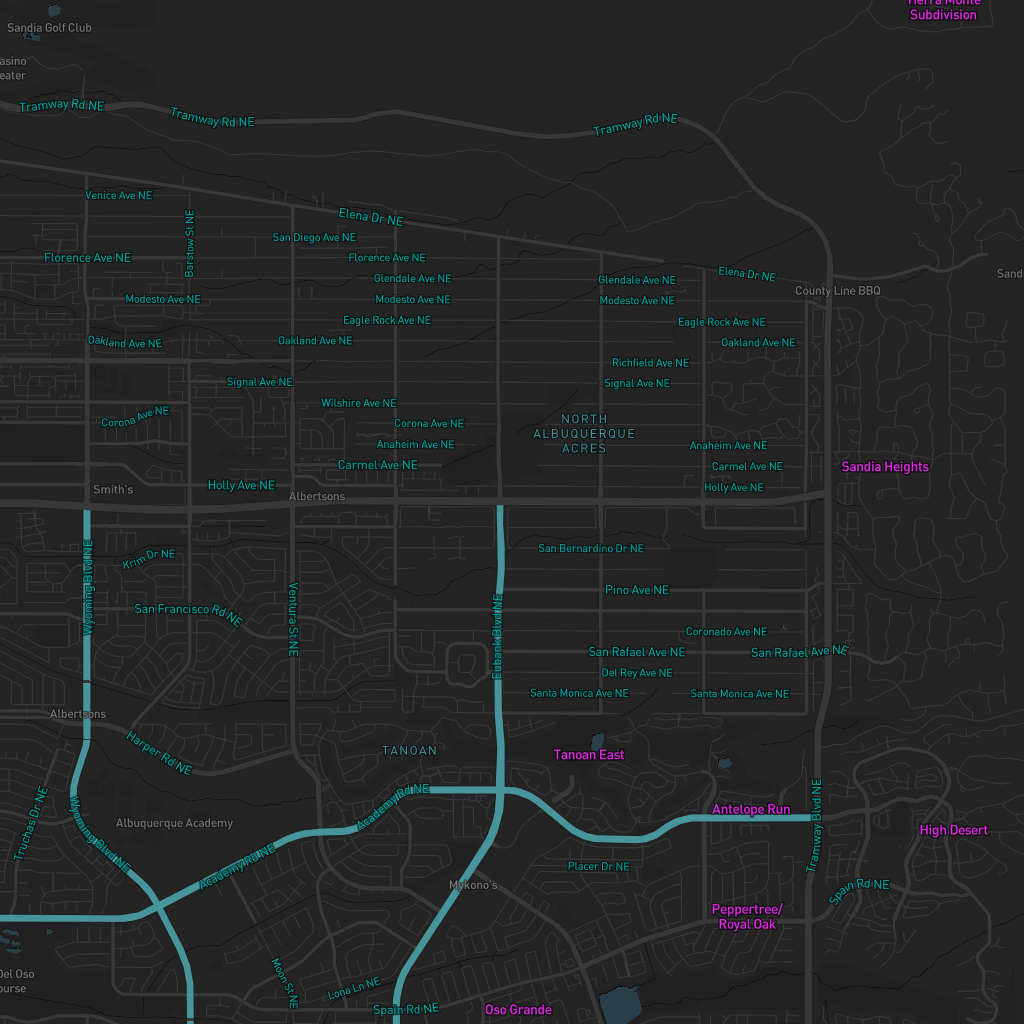 Tierra Monte
Subdivision
Sandia Golf Club
asino
eater
Tramway Rd NE
Tramway Rd NE
Tramway Rd NE
Venice Ave NE
Barstow St NE
Elena Dr NE
San Diego Ave NE
Florence Ave NE
Florence Ave NE
Glendale Ave NE
Glendale Ave NE
Elena Dr NE
Sandi
County Line BBQ
Modesto Ave NE
Modesto Ave NE
Modesto Ave NE
Eagle Rock Ave NE
Eagle Rock Ave NE
Oakland Ave NE
Oakland Ave NE
Oakland Ave NE
Richfield Ave NE
Signal Ave NE
Signal Ave NE
Wilshire Ave NE
Corona Ave NE
Corona Ave NE
NORTH
ALBUQUERQUE
ACRES
Anaheim Ave NE
Anaheim Ave NE
Carmel Ave NE
Carmel Ave NE
Sandia Heights
Holly Ave NE
Holly Ave NE
Smith's
Albertsons
Wyoming Blvd NE
Krim Dr NE
San Bernardino Dr NE
Pino Ave NE
San Francisco Rd NE
Ventura St NE
Eubank Blvd NE
Coronado Ave NE
San Rafael Ave NE
San Rafael Ave NE
Del Rey Ave NE
Santa Monica Ave NE
Santa Monica Ave NE
Albertsons
Harper Rd NE
TANOAN
Tanoan East
Academy Rd NE
Antelope Run
Tramway Blvd NE
High Desert
Truchas Dr NE
Wyoming Blvd NE
Albuquerque Academy
Academy Rd NE
Placer Dr NE
Mykono's
Spain Rd NE
Peppertree/
Royal Oak
Del Oso
ourse
Moon St NE
Lona Ln NE
Spain Rd NE
Oso Grande